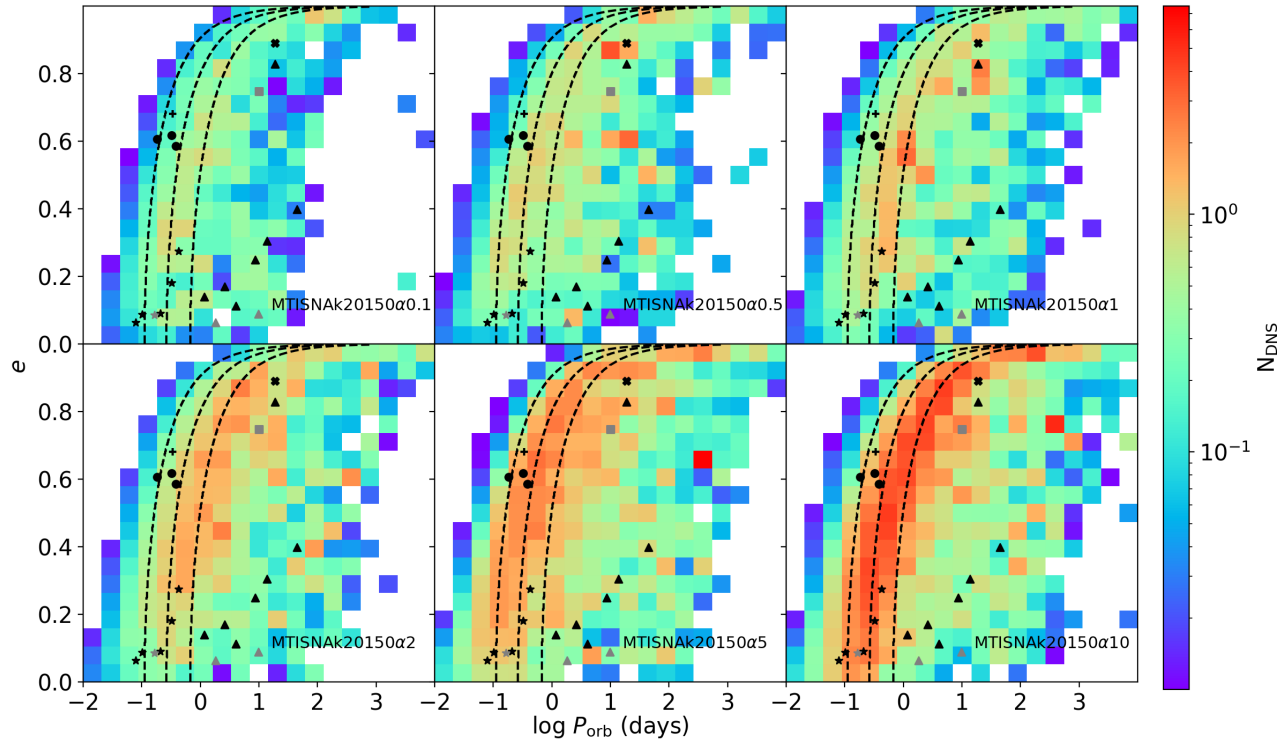 0.8
0.6
0.4
0.2
0.0
MTISNAk20150α0.1
MTISNAk20150α0.5
MTISNAk20150α1
0.8
0.6
0.4
0.2
0.0
MTISNAk20150α2
MTISNAk20150α5
MTISNAk20150α10
e
−2 −1 0 1 2 3
−2 −1 0 1 2 3
−2 −1 0 1 2 3
log P_orb (days)
10⁰
10⁻¹
N_DNS